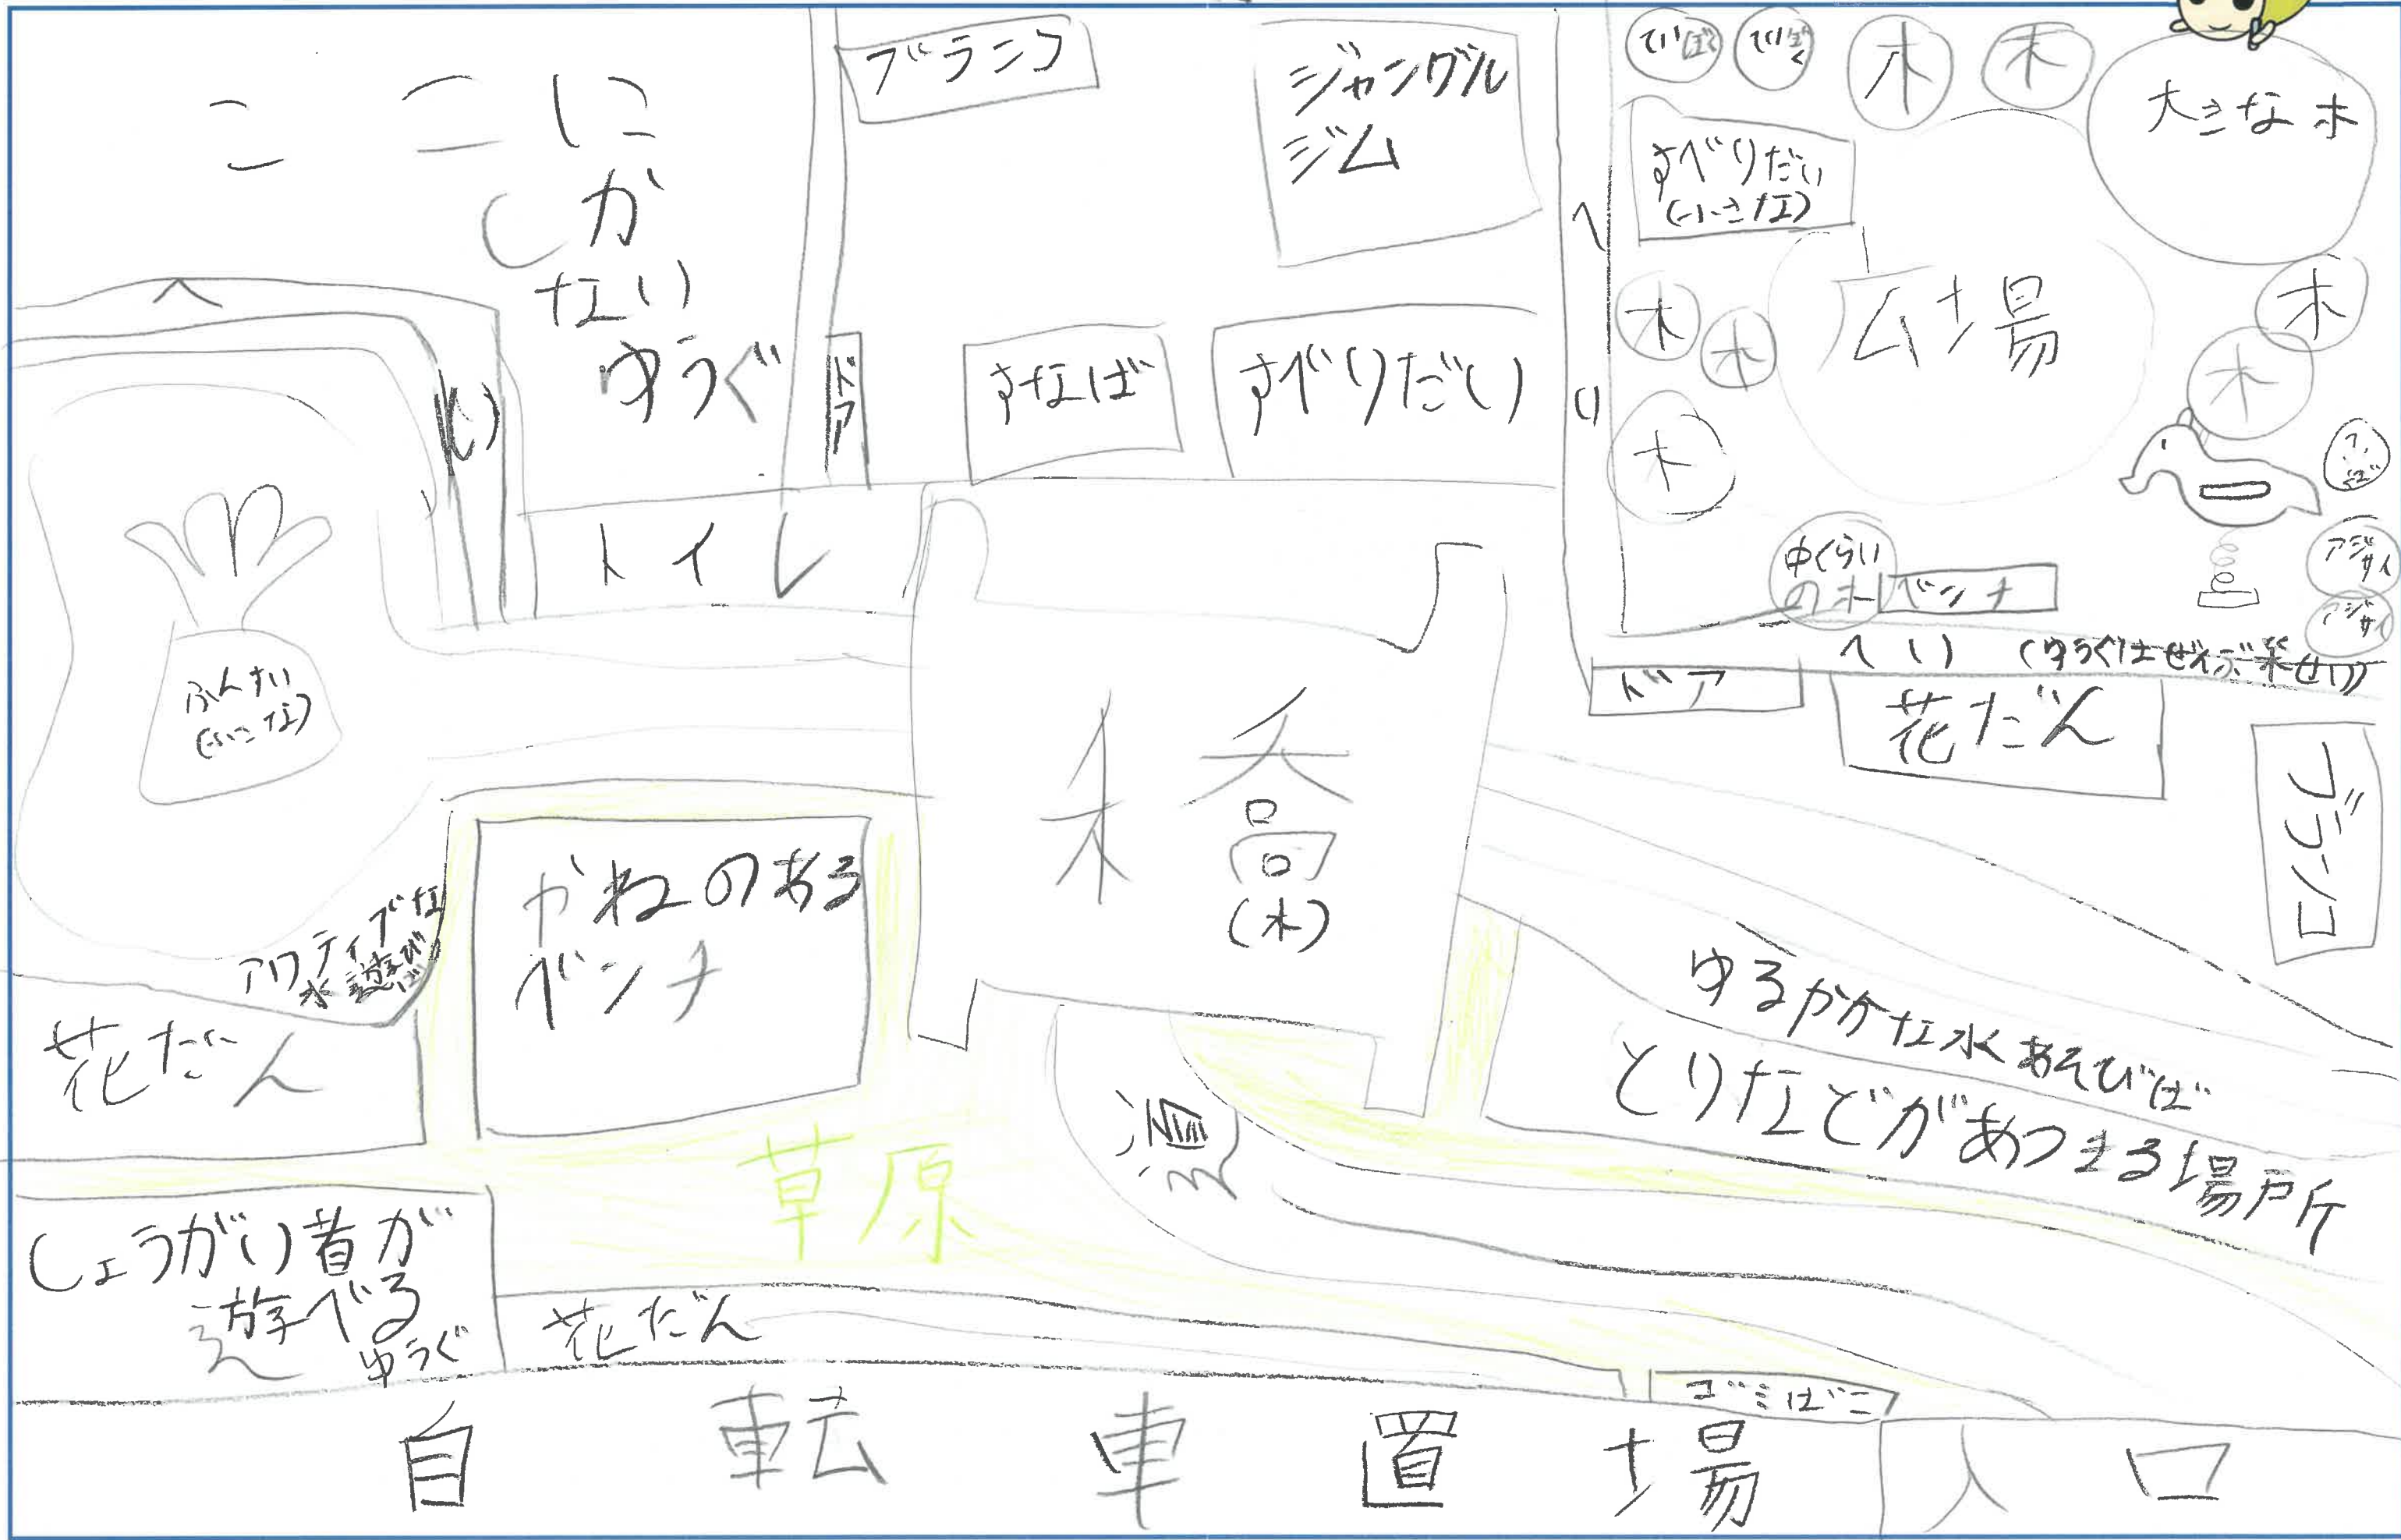 ここに
しか
ない
ゆうぐ
ブランコ
ジャングル
ジム
ドア
すなば
すべりだい
へい
ていぼく
ていぼく
木
木
大きな木
すべりだい
(小さな)
広場
木
木
木
木
木
中くらい
の木
ベンチ
アジサイ
アジサイ
へい
へい
トイレ
ドア
花だん
ブランコ
ふんすい
橋
(木)
かねのある
ベンチ
アクティブな
水遊びば
花だん
ゆるやかな水あそびば
とりなどがあつまる場所
草原
しょうがい者が
遊べる
ゆうぐ
花だん
ゴミばこ
自転車置場
入口